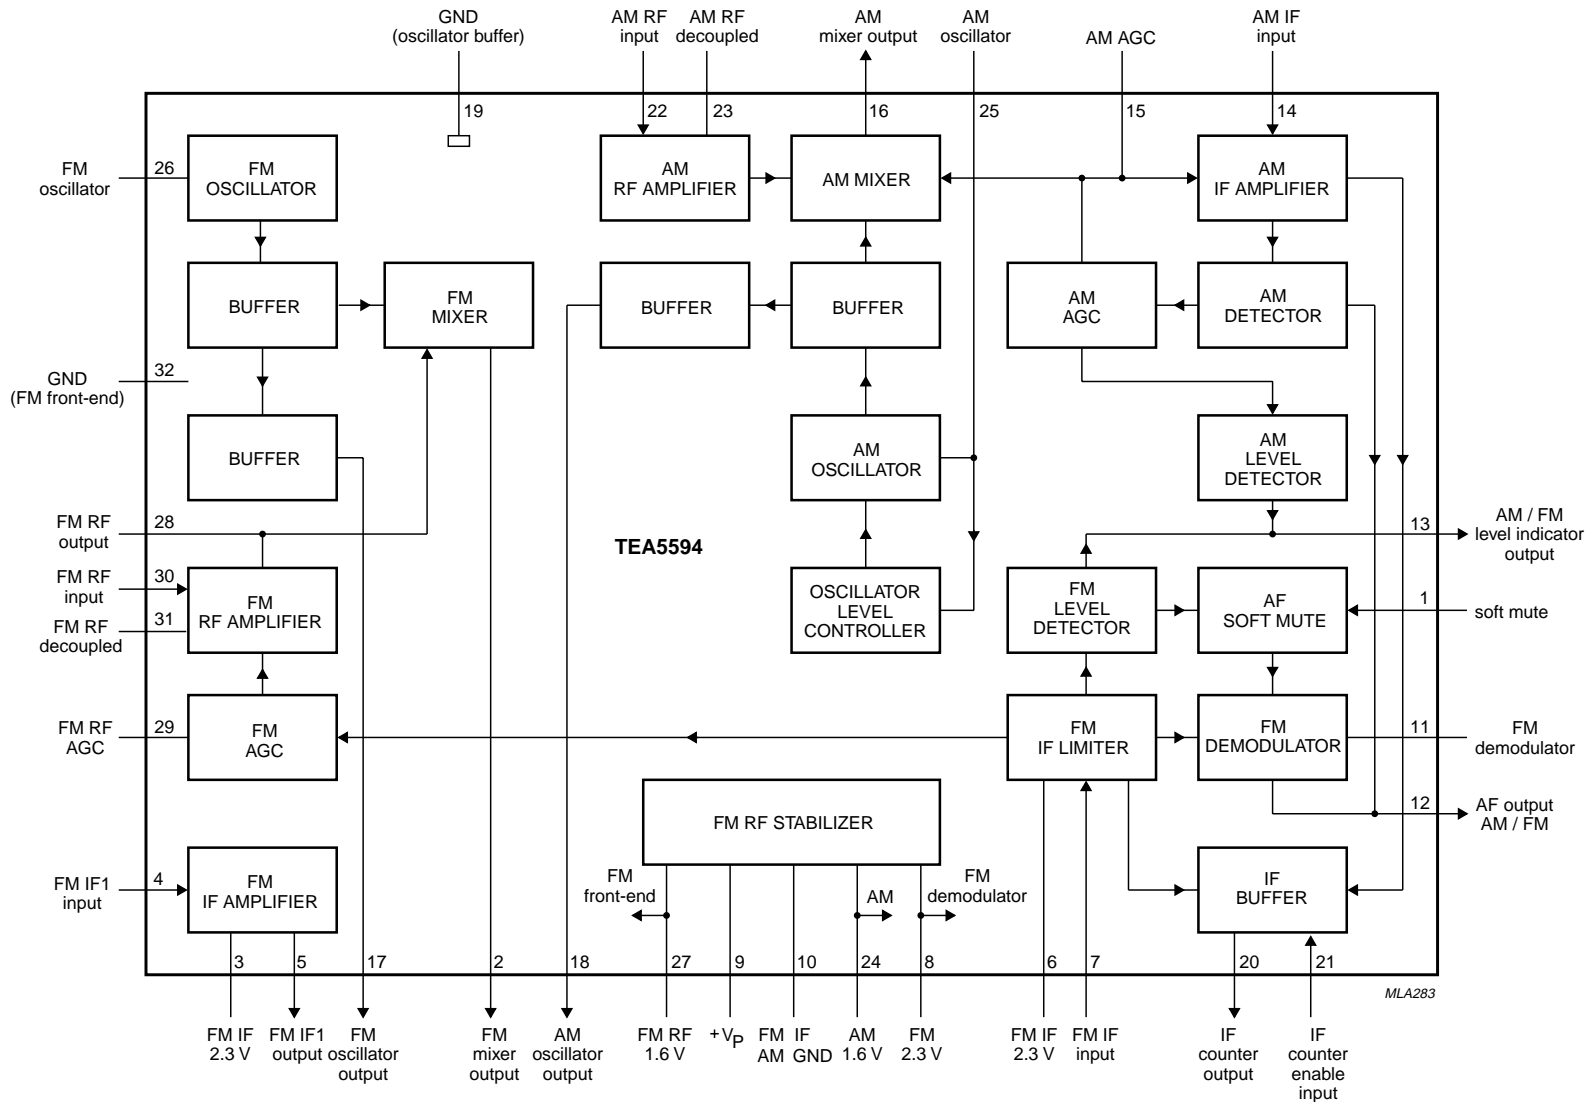 GND
(oscillator buffer)
AM RF
input
AM RF
decoupled
AM
mixer output
AM
oscillator
AM AGC
AM IF
input
19
22
23
16
25
15
14
FM
oscillator
26
FM
OSCILLATOR
AM
RF AMPLIFIER
AM MIXER
AM
IF AMPLIFIER
BUFFER
FM
MIXER
BUFFER
BUFFER
AM
AGC
AM
DETECTOR
GND
(FM front-end)
32
BUFFER
AM
OSCILLATOR
AM
LEVEL
DETECTOR
FM RF
output
28
TEA5594
13
AM / FM
level indicator
output
FM RF
input
30
FM RF
decoupled
31
FM
RF AMPLIFIER
OSCILLATOR
LEVEL
CONTROLLER
FM
LEVEL
DETECTOR
AF
SOFT MUTE
1
soft mute
FM RF
AGC
29
FM
AGC
FM
IF LIMITER
FM
DEMODULATOR
11
FM
demodulator
FM RF STABILIZER
12
AF output
AM / FM
FM IF1
input
4
FM
IF AMPLIFIER
FM
front-end
AM
FM
demodulator
IF
BUFFER
3
5
17
2
18
27
9
10
24
8
6
7
20
21
MLA283
FM IF
2.3 V
FM IF1
output
FM
oscillator
output
FM
mixer
output
AM
oscillator
output
FM RF
1.6 V
+VP
FM IF
AM GND
AM
1.6 V
FM
2.3 V
FM IF
2.3 V
FM IF
input
IF
counter
output
IF
counter
enable
input